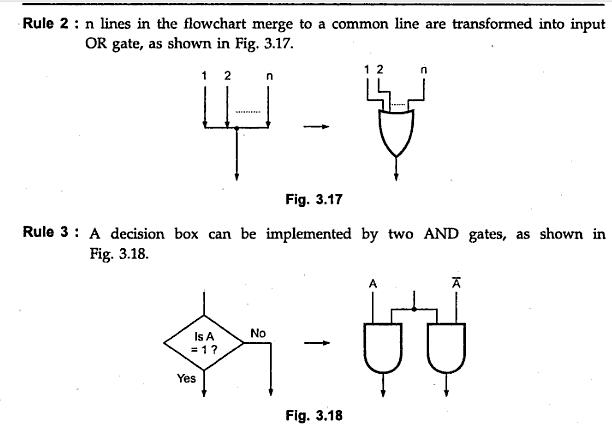 Rule 2 : n lines in the flowchart merge to a common line are transformed into input
OR gate, as shown in Fig. 3.17.
1 2 n
1 2 n
Fig. 3.17
Rule 3 : A decision box can be implemented by two AND gates, as shown in
Fig. 3.18.
A A̅
Is A
= 1 ?
No
Yes
Fig. 3.18